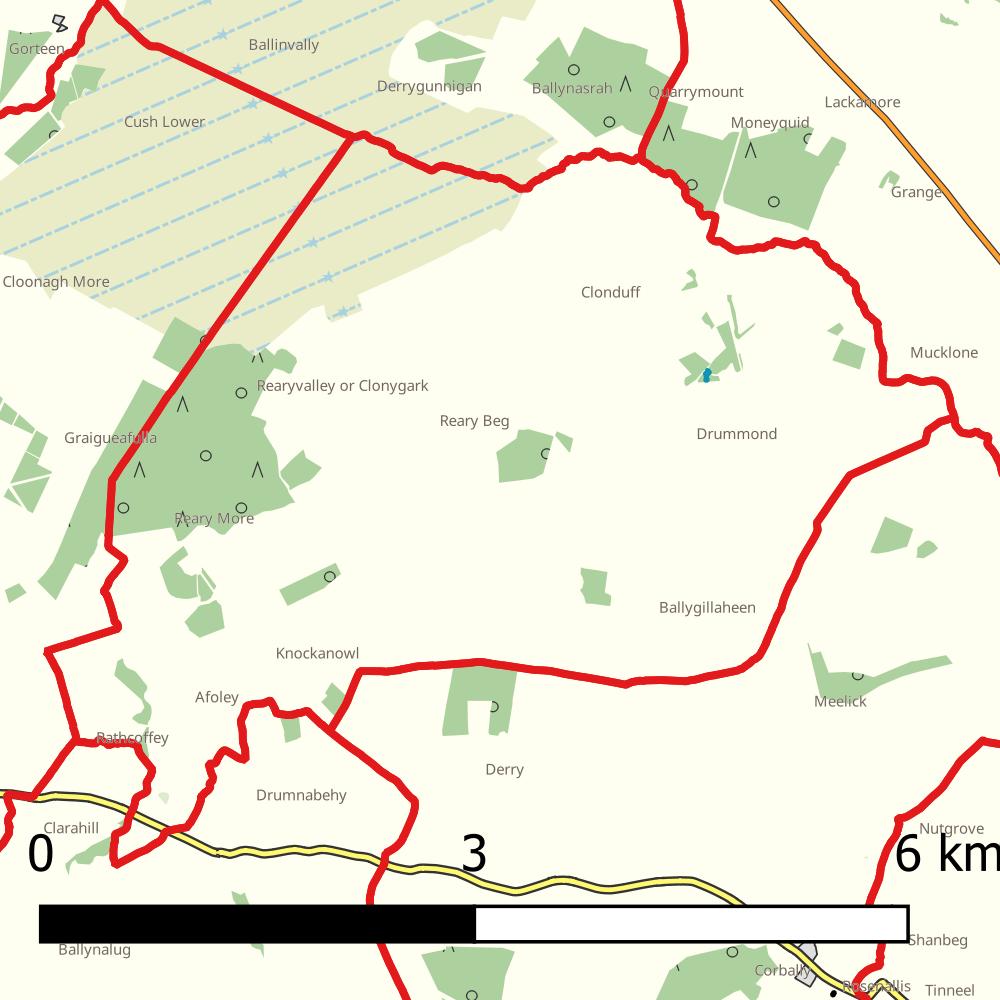 Gorteen
Ballinvally
Derrygunnigan
Ballynasrah
Quarrymount
Lackamore
Cush Lower
Moneyquid
Grange
Cloonagh More
Clonduff
Mucklone
Rearyvalley or Clonygark
Reary Beg
Graigueafulla
Drummond
Reary More
Ballygillaheen
Knockanowl
Afoley
Meelick
Rathcoffey
Derry
Drumnabehy
Clarahill
Nutgrove
0 3 6 km
Ballynalug
Shanbeg
Corbally
Rosenallis
Tinneel